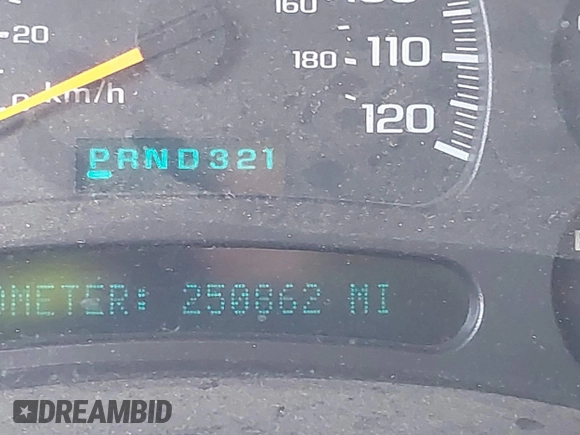 160
20
180 110
km/h
120
PRND321
OMETER: 250862 MI
DREAMBID